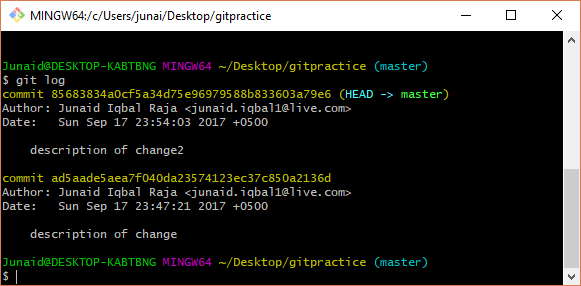 MINGW64:/c/Users/junai/Desktop/gitpractice
Junaid@DESKTOP-KABTBNG MINGW64 ~/Desktop/gitpractice (master)
$ git log
commit 85683834a0cf5a34d75e96979588b833603a79e6 (HEAD -> master)
Author: Junaid Iqbal Raja <junaid.iqbal1@live.com>
Date:   Sun Sep 17 23:54:03 2017 +0500
description of change2
commit ad5aade5aea7f040da23574123ec37c850a2136d
Author: Junaid Iqbal Raja <junaid.iqbal1@live.com>
Date:   Sun Sep 17 23:47:21 2017 +0500
description of change
Junaid@DESKTOP-KABTBNG MINGW64 ~/Desktop/gitpractice (master)
$